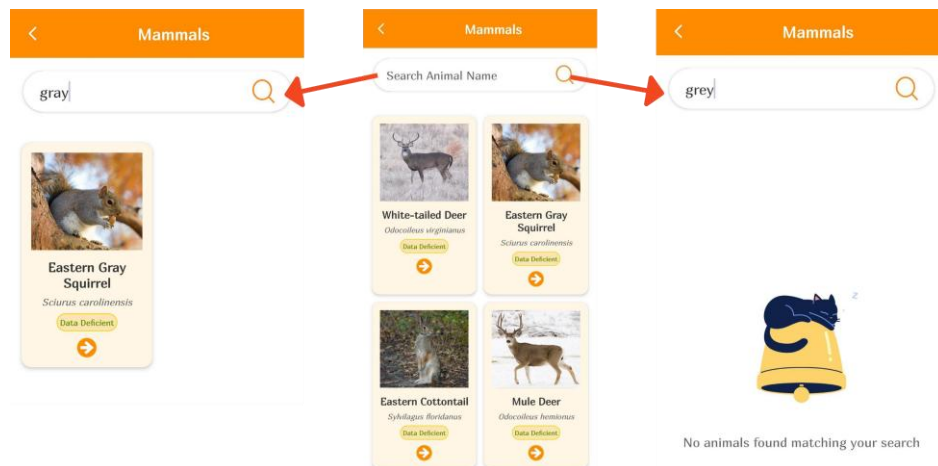 Mammals
gray
Eastern Gray
Squirrel
Sciurus carolinensis
Data Deficient
Mammals
Search Animal Name
White-tailed Deer
Odocoileus virginianus
Data Deficient
Eastern Gray
Squirrel
Sciurus carolinensis
Data Deficient
Eastern Cottontail
Sylvilagus floridanus
Data Deficient
Mule Deer
Odocoileus hemionus
Data Deficient
Mammals
grey
z
No animals found matching your search